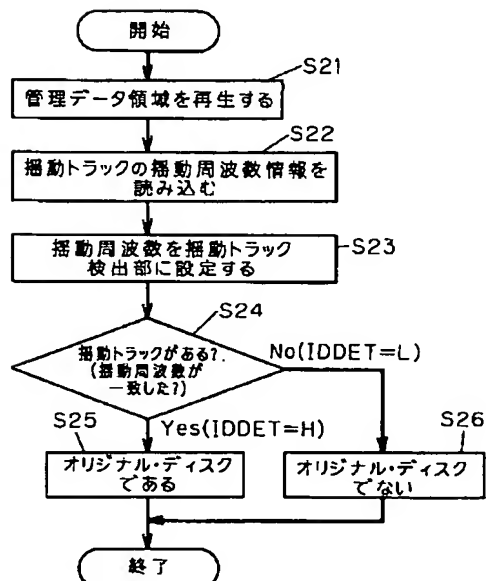 開始
S21
管理データ領域を再生する
S22
揺動トラックの揺動周波数情報を
読み込む
S23
揺動周波数を揺動トラック
検出部に設定する
S24
揺動トラックがある?.
(揺動周波数が
一致した?)
No(IDDET=L)
Yes(IDDET=H)
S25
オリジナル・ディスク
である
S26
オリジナル・ディスク
でない
終了